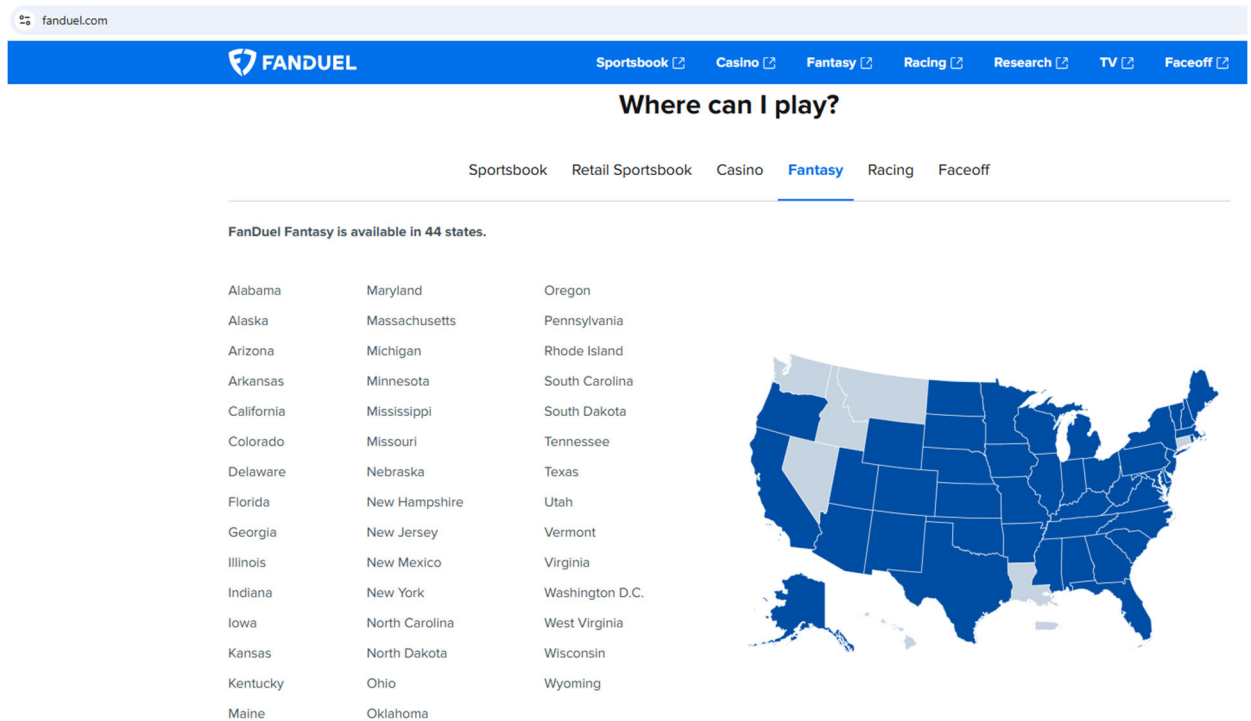 fanduel.com
FANDUEL
Sportsbook
Casino
Fantasy
Racing
Research
TV
Faceoff
Where can I play?
Sportsbook
Retail Sportsbook
Casino
Fantasy
Racing
Faceoff
FanDuel Fantasy is available in 44 states.
Alabama
Alaska
Arizona
Arkansas
California
Colorado
Delaware
Florida
Georgia
Illinois
Indiana
Iowa
Kansas
Kentucky
Maine
Maryland
Massachusetts
Michigan
Minnesota
Mississippi
Missouri
Nebraska
New Hampshire
New Jersey
New Mexico
New York
North Carolina
North Dakota
Ohio
Oklahoma
Oregon
Pennsylvania
Rhode Island
South Carolina
South Dakota
Tennessee
Texas
Utah
Vermont
Virginia
Washington D.C.
West Virginia
Wisconsin
Wyoming